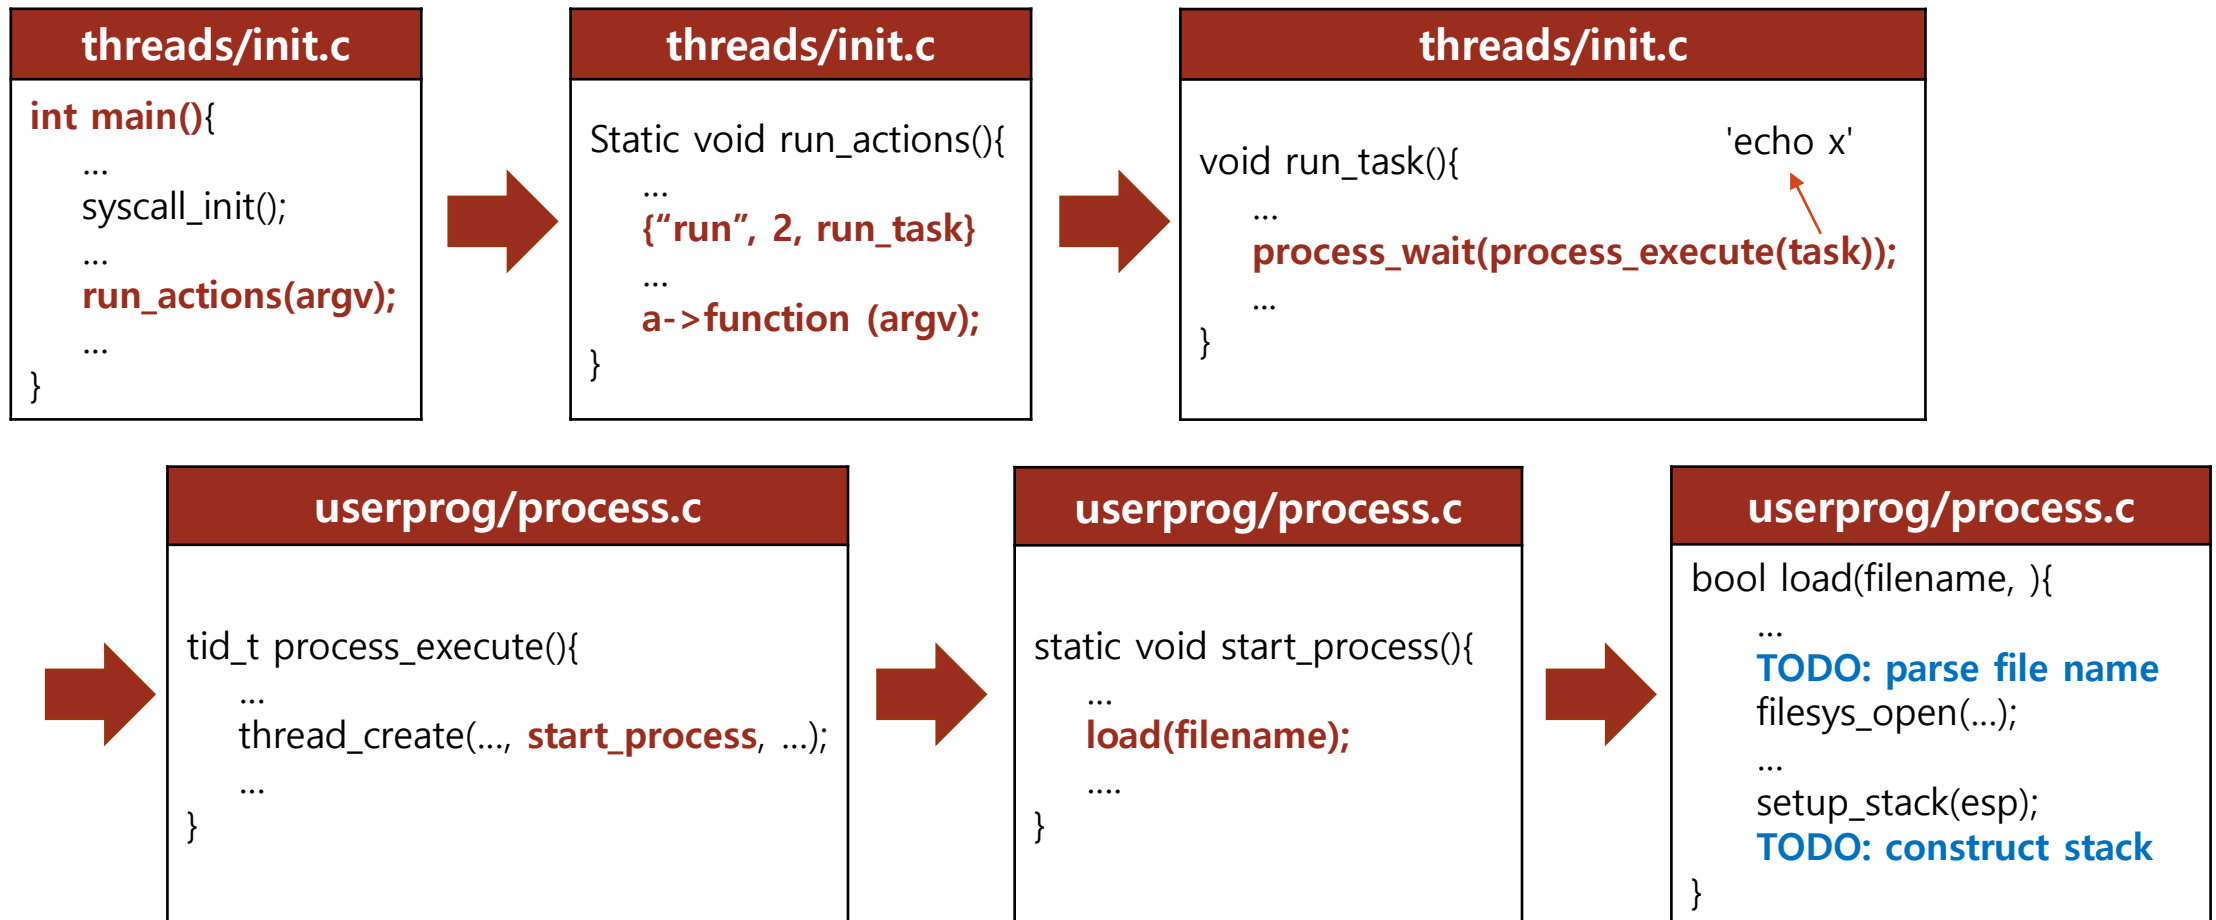 threads/init.c
int main(){
...
syscall_init();
...
run_actions(argv);
...
}
threads/init.c
Static void run_actions(){
...
{“run”, 2, run_task}
...
a->function (argv);
}
threads/init.c
'echo x'
void run_task(){
...
process_wait(process_execute(task));
...
}
userprog/process.c
tid_t process_execute(){
...
thread_create(..., start_process, ...);
...
}
userprog/process.c
static void start_process(){
...
load(filename);
....
}
userprog/process.c
bool load(filename, ){
...
TODO: parse file name
filesys_open(...);
...
setup_stack(esp);
TODO: construct stack
}